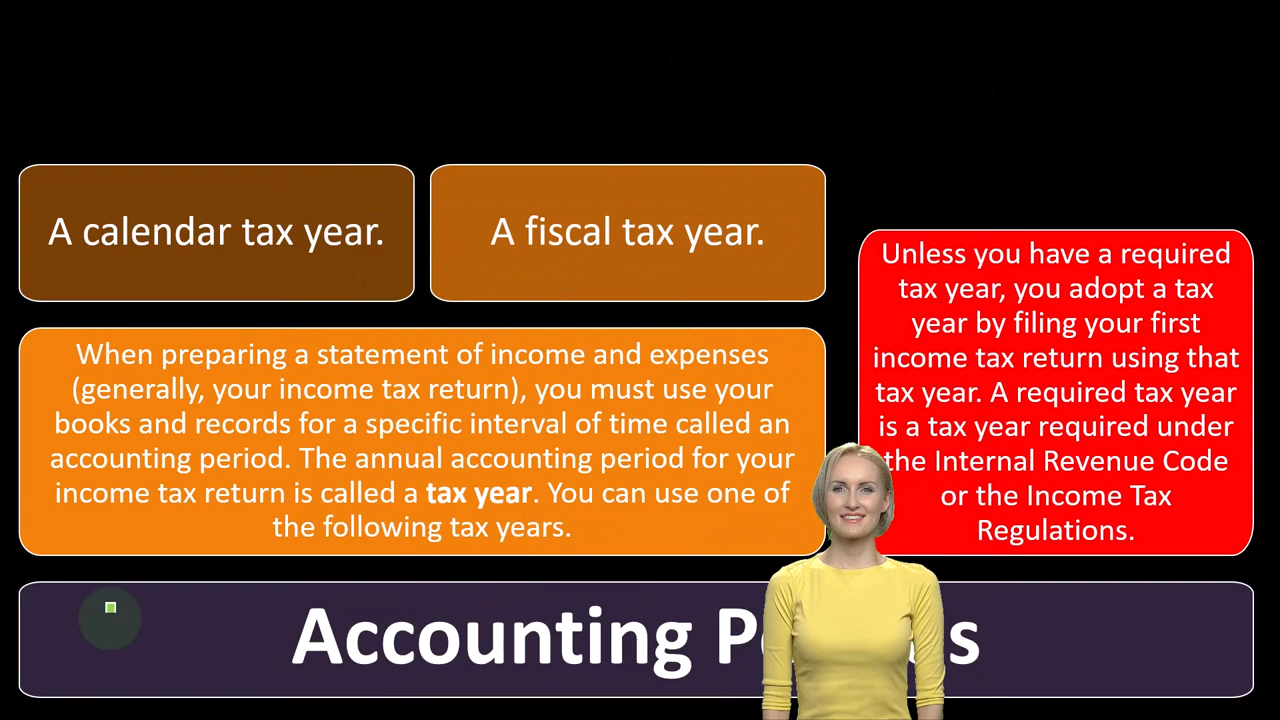 A calendar tax year.
A fiscal tax year.
When preparing a statement of income and expenses
(generally, your income tax return), you must use your
books and records for a specific interval of time called an
accounting period. The annual accounting period for your
income tax return is called a tax year. You can use one of
the following tax years.
Unless you have a required
tax year, you adopt a tax
year by filing your first
income tax return using that
tax year. A required tax year
is a tax year required under
the Internal Revenue Code
or the Income Tax
Regulations.
Accounting